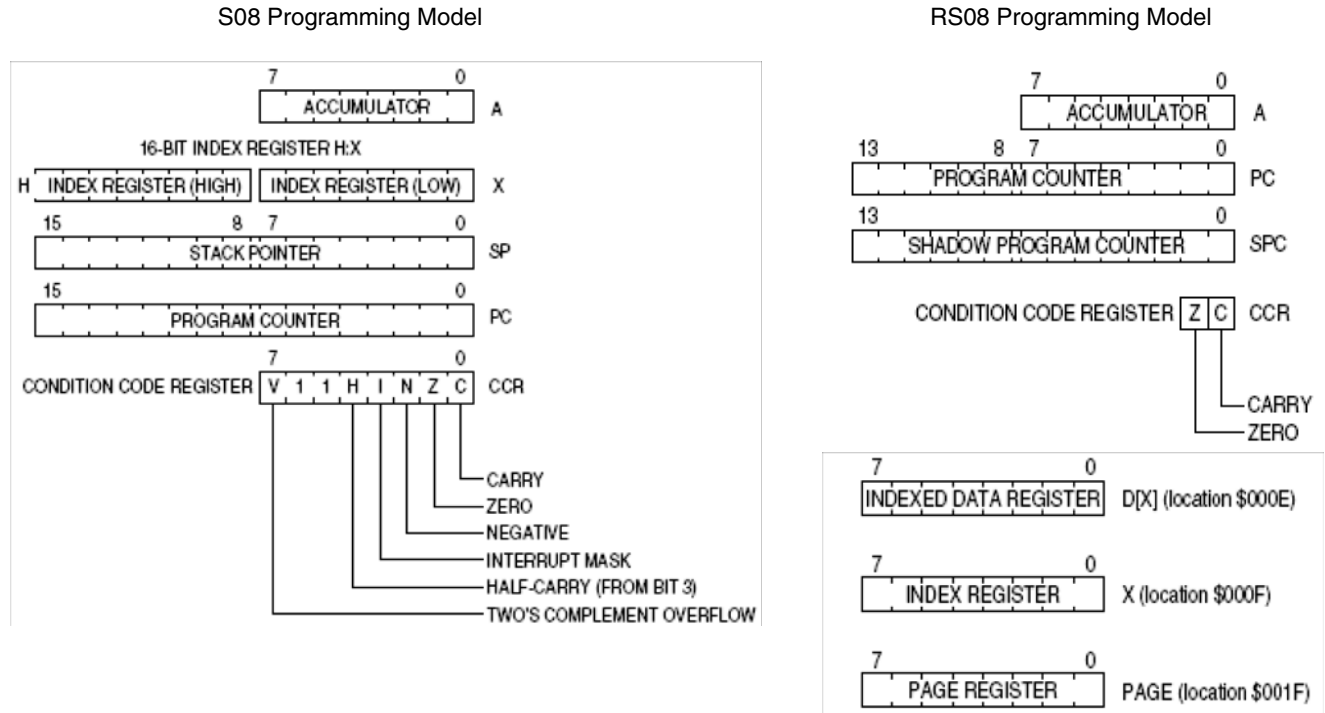 S08 Programming Model
7 0
ACCUMULATOR A
16-BIT INDEX REGISTER H:X
H INDEX REGISTER (HIGH) INDEX REGISTER (LOW) X
15 8 7 0
STACK POINTER SP
15 0
PROGRAM COUNTER PC
7 0
CONDITION CODE REGISTER V 1 1 H I N Z C CCR
CARRY
ZERO
NEGATIVE
INTERRUPT MASK
HALF-CARRY (FROM BIT 3)
TWO'S COMPLEMENT OVERFLOW
RS08 Programming Model
7 0
ACCUMULATOR A
13 8 7 0
PROGRAM COUNTER PC
13 0
SHADOW PROGRAM COUNTER SPC
CONDITION CODE REGISTER Z C CCR
CARRY
ZERO
7 0
INDEXED DATA REGISTER D[X] (location $000E)
7 0
INDEX REGISTER X (location $000F)
7 0
PAGE REGISTER PAGE (location $001F)